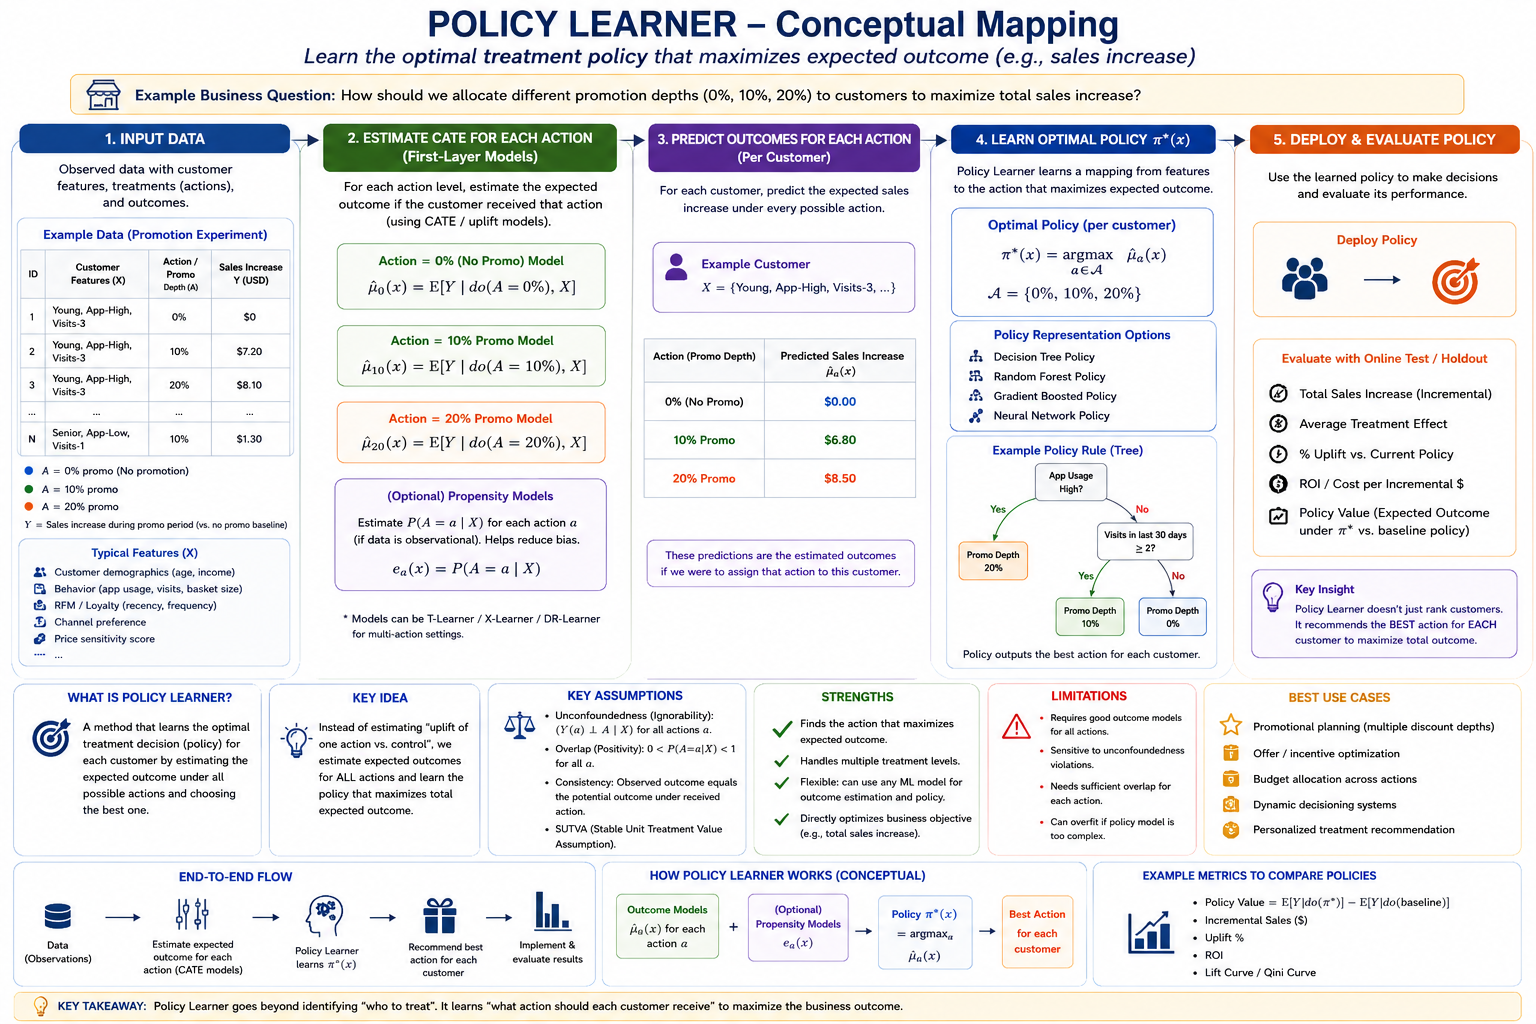 POLICY LEARNER – Conceptual Mapping
Learn the optimal treatment policy that maximizes expected outcome (e.g., sales increase)
Example Business Question: How should we allocate different promotion depths (0%, 10%, 20%) to customers to maximize total sales increase?
1. INPUT DATA
Observed data with customer
features, treatments (actions),
and outcomes.
Example Data (Promotion Experiment)
ID | Customer Features (X) | Action / Promo Depth (A) | Sales Increase Y (USD)
1 | Young, App-High, Visits-3 | 0% | $0
2 | Young, App-High, Visits-3 | 10% | $7.20
3 | Young, App-High, Visits-3 | 20% | $8.10
... | ... | ... | ...
N | Senior, App-Low, Visits-1 | 10% | $1.30
A = 0% promo (No promotion)
A = 10% promo
A = 20% promo
Y = Sales increase during promo period (vs. no promo baseline)
Typical Features (X)
Customer demographics (age, income)
Behavior (app usage, visits, basket size)
RFM / Loyalty (recency, frequency)
Channel preference
Price sensitivity score
...
2. ESTIMATE CATE FOR EACH ACTION
(First-Layer Models)
For each action level, estimate the expected
outcome if the customer received that action
(using CATE / uplift models).
Action = 0% (No Promo) Model
μ̂₀(x) = E[Y | do(A = 0%), X]
Action = 10% Promo Model
μ̂₁₀(x) = E[Y | do(A = 10%), X]
Action = 20% Promo Model
μ̂₂₀(x) = E[Y | do(A = 20%), X]
(Optional) Propensity Models
Estimate P(A = a | X) for each action a
(if data is observational). Helps reduce bias.
eₐ(x) = P(A = a | X)
* Models can be T-Learner / X-Learner / DR-Learner
for multi-action settings.
3. PREDICT OUTCOMES FOR EACH ACTION
(Per Customer)
For each customer, predict the expected sales
increase under every possible action.
Example Customer
X = {Young, App-High, Visits-3, ...}
Action (Promo Depth) | Predicted Sales Increase μ̂ₐ(x)
0% (No Promo) | $0.00
10% Promo | $6.80
20% Promo | $8.50
These predictions are the estimated outcomes
if we were to assign that action to this customer.
4. LEARN OPTIMAL POLICY π*(x)
Policy Learner learns a mapping from features
to the action that maximizes expected outcome.
Optimal Policy (per customer)
π*(x) = argmax μ̂ₐ(x)
a∈𝒜
𝒜 = {0%, 10%, 20%}
Policy Representation Options
Decision Tree Policy
Random Forest Policy
Gradient Boosted Policy
Neural Network Policy
Example Policy Rule (Tree)
App Usage
High?
Yes
No
Visits in last 30 days
≥ 2?
Promo Depth
20%
Yes
No
Promo Depth
10%
Promo Depth
0%
Policy outputs the best action for each customer.
5. DEPLOY & EVALUATE POLICY
Use the learned policy to make decisions
and evaluate its performance.
Deploy Policy
Evaluate with Online Test / Holdout
Total Sales Increase (Incremental)
Average Treatment Effect
% Uplift vs. Current Policy
ROI / Cost per Incremental $
Policy Value (Expected Outcome
under π* vs. baseline policy)
Key Insight
Policy Learner doesn't just rank customers.
It recommends the BEST action for EACH
customer to maximize total outcome.
WHAT IS POLICY LEARNER?
A method that learns the optimal
treatment decision (policy) for
each customer by estimating the
expected outcome under all
possible actions and choosing
the best one.
KEY IDEA
Instead of estimating "uplift of
one action vs. control", we
estimate expected outcomes
for ALL actions and learn the
policy that maximizes total
expected outcome.
KEY ASSUMPTIONS
• Unconfoundedness (Ignorability):
(Y(a) ⊥ A | X) for all actions a.
• Overlap (Positivity): 0 < P(A=a|X) < 1
for all a.
• Consistency: Observed outcome equals
the potential outcome under received
action.
• SUTVA (Stable Unit Treatment Value
Assumption).
STRENGTHS
Finds the action that maximizes
expected outcome.
Handles multiple treatment levels.
Flexible: can use any ML model for
outcome estimation and policy.
Directly optimizes business objective
(e.g., total sales increase).
LIMITATIONS
• Requires good outcome models
for all actions.
• Sensitive to unconfoundedness
violations.
• Needs sufficient overlap for
each action.
• Can overfit if policy model is
too complex.
BEST USE CASES
Promotional planning (multiple discount depths)
Offer / incentive optimization
Budget allocation across actions
Dynamic decisioning systems
Personalized treatment recommendation
END-TO-END FLOW
Data
(Observations)
Estimate expected
outcome for each
action (CATE models)
Policy Learner
learns π*(x)
Recommend best
action for each
customer
Implement &
evaluate results
HOW POLICY LEARNER WORKS (CONCEPTUAL)
Outcome Models
μ̂ₐ(x) for each
action a
+
(Optional)
Propensity Models
eₐ(x)
Policy π*(x)
= argmaxₐ
μ̂ₐ(x)
Best Action
for each
customer
EXAMPLE METRICS TO COMPARE POLICIES
• Policy Value = E[Y|do(π*)] − E[Y|do(baseline)]
• Incremental Sales ($)
• Uplift %
• ROI
• Lift Curve / Qini Curve
KEY TAKEAWAY: Policy Learner goes beyond identifying "who to treat". It learns "what action should each customer receive" to maximize the business outcome.